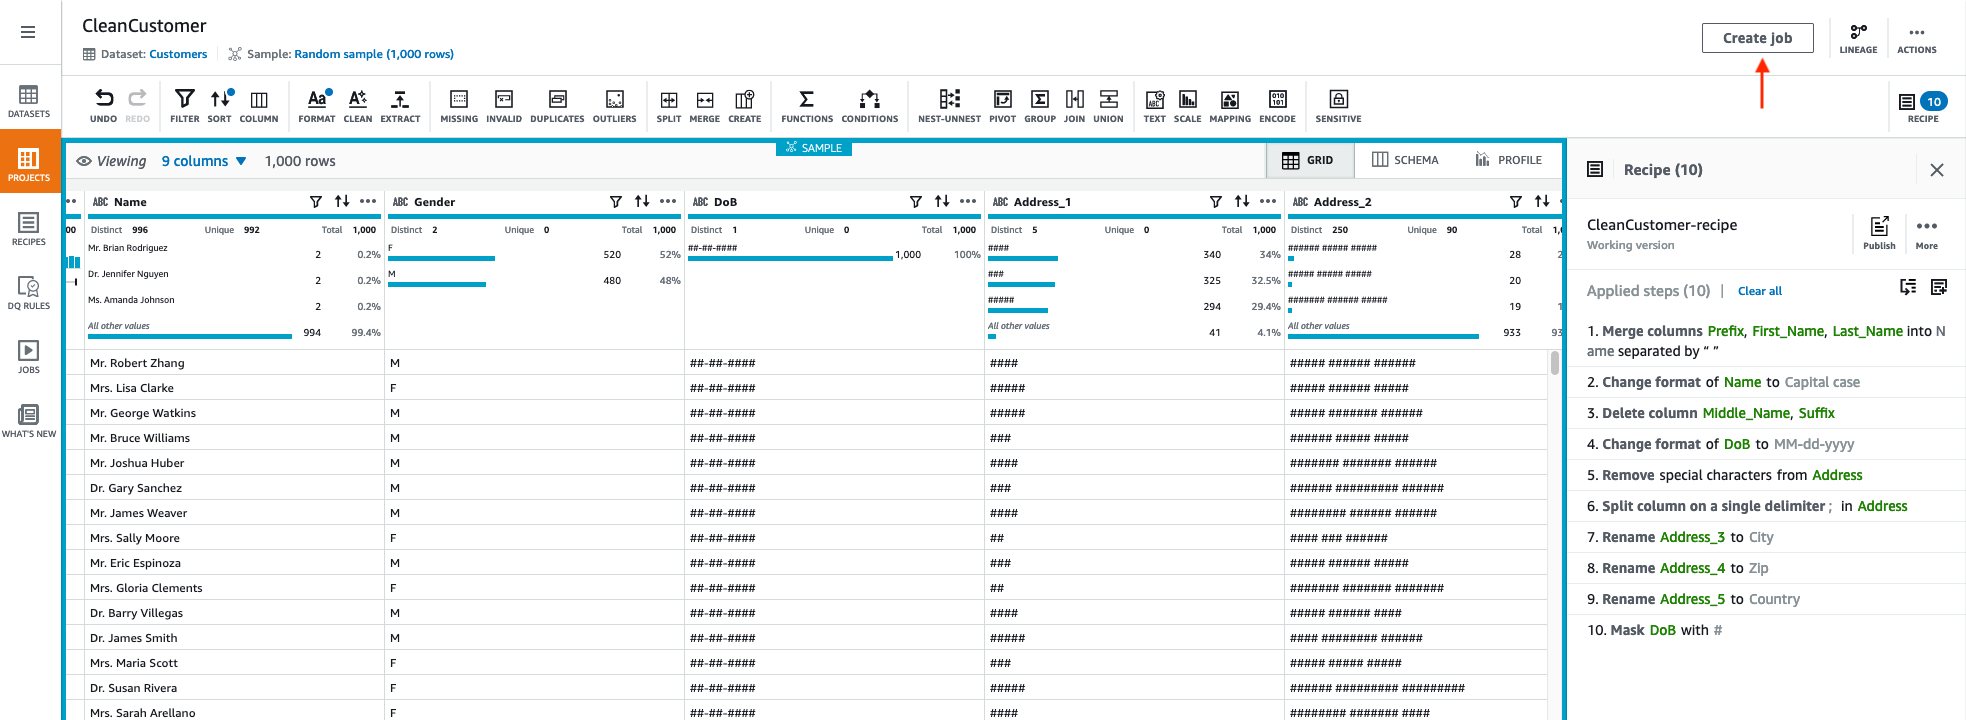 CleanCustomer
Dataset: Customers
Sample: Random sample (1,000 rows)
Create job
LINEAGE
ACTIONS
DATASETS
PROJECTS
RECIPES
DQ RULES
JOBS
WHAT'S NEW
UNDO REDO FILTER SORT COLUMN FORMAT CLEAN EXTRACT MISSING INVALID DUPLICATES OUTLIERS SPLIT MERGE CREATE FUNCTIONS CONDITIONS NEST-UNNEST PIVOT GROUP JOIN UNION TEXT SCALE MAPPING ENCODE SENSITIVE
10
RECIPE
Viewing 9 columns 1,000 rows
SAMPLE
GRID SCHEMA PROFILE
ABC Name ABC Gender ABC DoB ABC Address_1 ABC Address_2
00 Distinct 996 Unique 992 Total 1,000 Distinct 2 Unique 0 Total 1,000 Distinct 1 Unique 0 Total 1,000 Distinct 5 Unique 0 Total 1,000 Distinct 250 Unique 90 Total
Mr. Brian Rodriguez 2 0.2% F 520 52% ##-##-#### 1,000 100% #### 340 34% ###### ##### ##### 28
Dr. Jennifer Nguyen 2 0.2% M 480 48% ### 325 32.5% ##### ##### ##### 20
Ms. Amanda Johnson 2 0.2% ##### 294 29.4% ####### ###### ##### 19
All other values 994 99.4% All other values 41 4.1% All other values 933
Mr. Robert Zhang M ##-##-#### #### ##### ###### ######
Mrs. Lisa Clarke F ##-##-#### ##### ##### ###### #####
Mr. George Watkins M ##-##-#### ##### ##### ###### ######
Mr. Bruce Williams M ##-##-#### ### ##### ###### #####
Mr. Joshua Huber M ##-##-#### #### ####### ####### ######
Dr. Gary Sanchez M ##-##-#### ### ###### ######### ######
Mr. James Weaver M ##-##-#### #### ######## ###### ######
Mrs. Sally Moore F ##-##-#### ## #### ### ######
Mr. Eric Espinoza M ##-##-#### ### ##### ###### #####
Mrs. Gloria Clements F ##-##-#### ## ###### ####### #######
Dr. Barry Villegas M ##-##-#### #### ##### ###### ####
Dr. James Smith M ##-##-#### ##### #### ######## ######
Mrs. Maria Scott F ##-##-#### ### ##### ##### #####
Dr. Susan Rivera F ##-##-#### ##### ###### ######### #########
Mrs. Sarah Arellano F ##-##-#### #### ######## ####### ####
Recipe (10)
CleanCustomer-recipe
Working version
Publish
More
Applied steps (10) | Clear all
1. Merge columns Prefix, First_Name, Last_Name into N
ame separated by “ ”
2. Change format of Name to Capital case
3. Delete column Middle_Name, Suffix
4. Change format of DoB to MM-dd-yyyy
5. Remove special characters from Address
6. Split column on a single delimiter ; in Address
7. Rename Address_3 to City
8. Rename Address_4 to Zip
9. Rename Address_5 to Country
10. Mask DoB with #